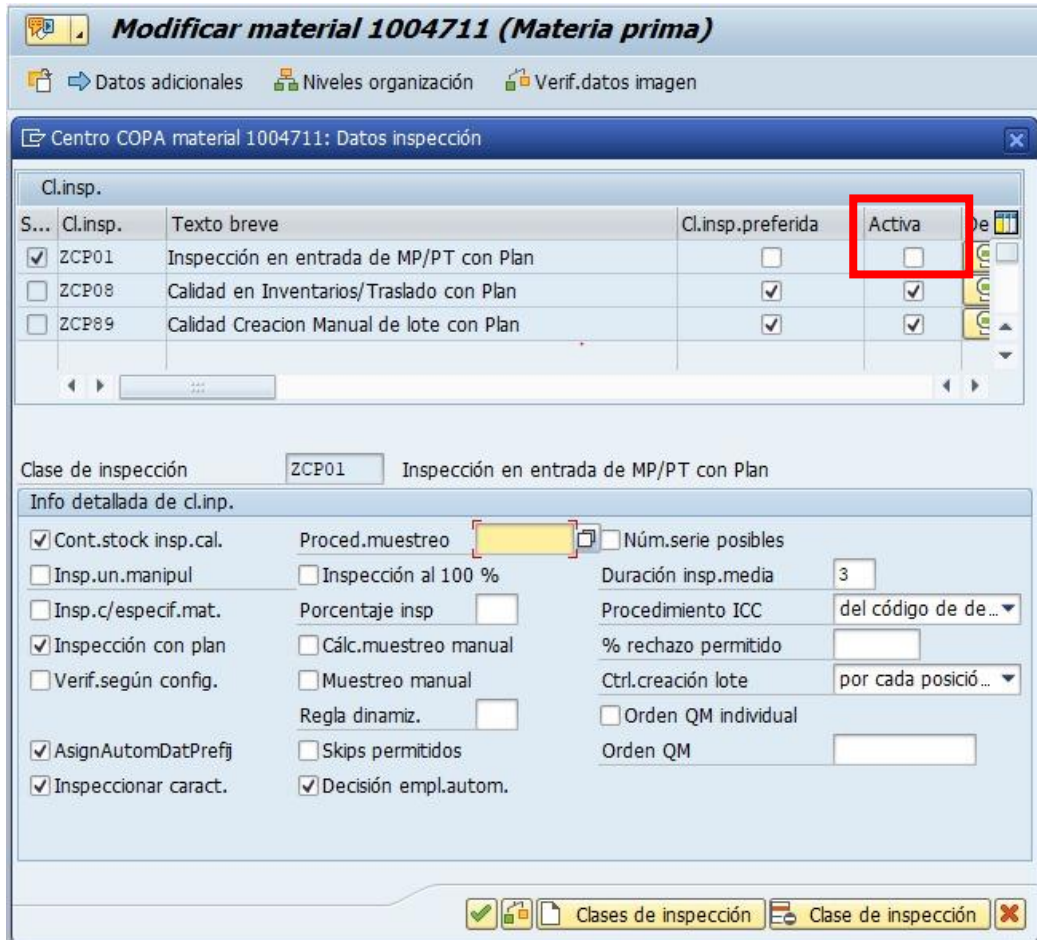 Modificar material 1004711 (Materia prima)
Datos adicionales Niveles organización Verif.datos imagen
Centro COPA material 1004711: Datos inspección
Cl.insp.
S... Cl.insp. Texto breve Cl.insp.preferida Activa De
ZCP01 Inspección en entrada de MP/PT con Plan
ZCP08 Calidad en Inventarios/Traslado con Plan
ZCP89 Calidad Creacion Manual de lote con Plan
Clase de inspección ZCP01 Inspección en entrada de MP/PT con Plan
Info detallada de cl.inp.
Cont.stock insp.cal. Proced.muestreo Núm.serie posibles
Insp.un.manipul Inspección al 100 % Duración insp.media 3
Insp.c/especif.mat. Porcentaje insp Procedimiento ICC del código de de...
Inspección con plan Cálc.muestreo manual % rechazo permitido
Verif.según config. Muestreo manual Ctrl.creación lote por cada posició...
Regla dinamiz. Orden QM individual
AsignAutomDatPrefij Skips permitidos Orden QM
Inspeccionar caract. Decisión empl.autom.
Clases de inspección Clase de inspección